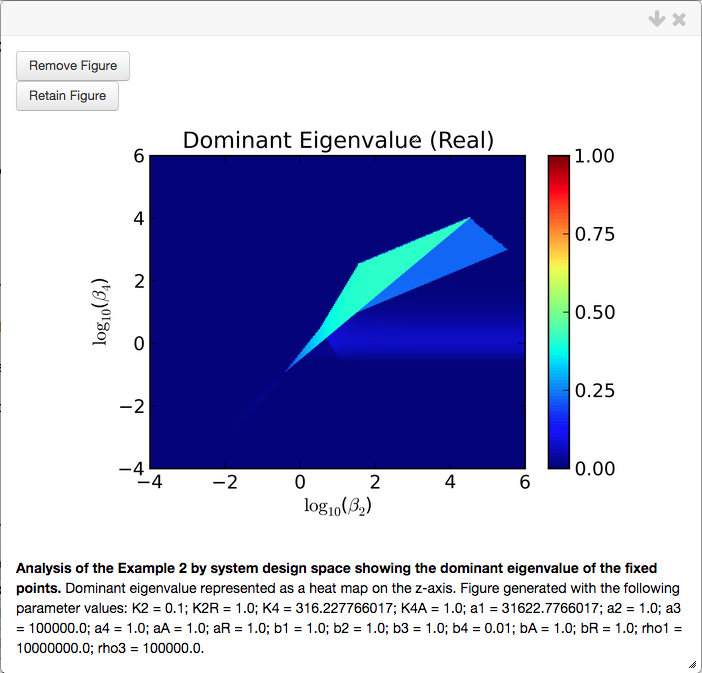 Remove Figure
Retain Figure
Dominant Eigenvalue (Real)
6
4
2
0
−2
−4
log10(β4)
−4
−2
0
2
4
6
log10(β2)
1.00
0.75
0.50
0.25
0.00
Analysis of the Example 2 by system design space showing the dominant eigenvalue of the fixed
points. Dominant eigenvalue represented as a heat map on the z-axis. Figure generated with the following
parameter values: K2 = 0.1; K2R = 1.0; K4 = 316.227766017; K4A = 1.0; a1 = 31622.7766017; a2 = 1.0; a3
= 100000.0; a4 = 1.0; aA = 1.0; aR = 1.0; b1 = 1.0; b2 = 1.0; b3 = 1.0; b4 = 0.01; bA = 1.0; bR = 1.0; rho1 =
10000000.0; rho3 = 100000.0.